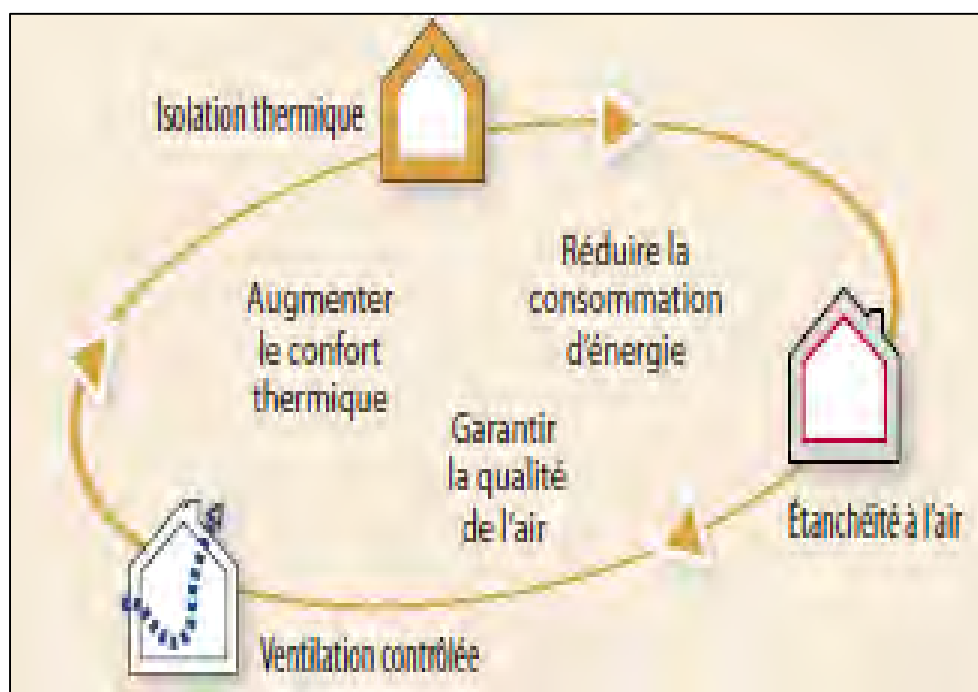 Isolation thermique
Réduire la
consommation
d'énergie
Augmenter
le confort
thermique
Garantir
la qualité
de l'air
Étanchéité à l'air
Ventilation contrôlée